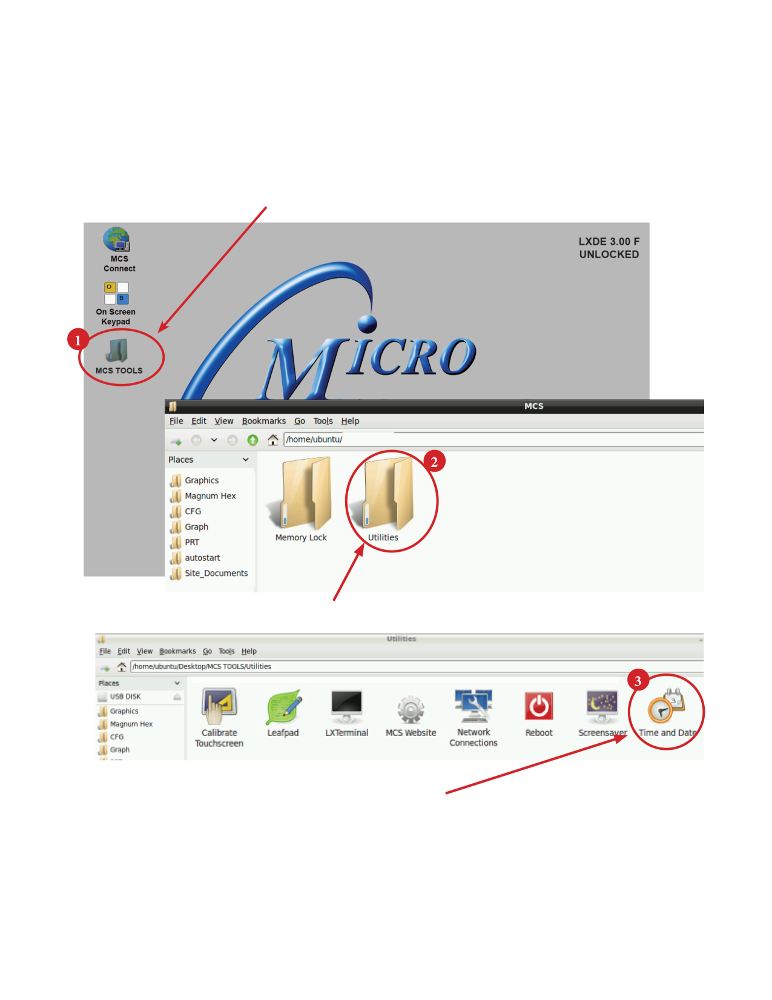 LXDE 3.00 F
UNLOCKED
MCS
Connect
O
B
On Screen
Keypad
1
MCS TOOLS
MICRO
MCS
File Edit View Bookmarks Go Tools Help
/home/ubuntu/
Places
Graphics
Magnum Hex
CFG
Graph
PRT
autostart
Site_Documents
Memory Lock
Utilities
2
Utilities
File Edit View Bookmarks Go Tools Help
/home/ubuntu/Desktop/MCS TOOLS/Utilities
Places
USB DISK
Graphics
Magnum Hex
CFG
Graph
3
3
Calibrate
Touchscreen
Leafpad
LXTerminal
MCS Website
Network
Connections
Reboot
Screensaver
Time and Date